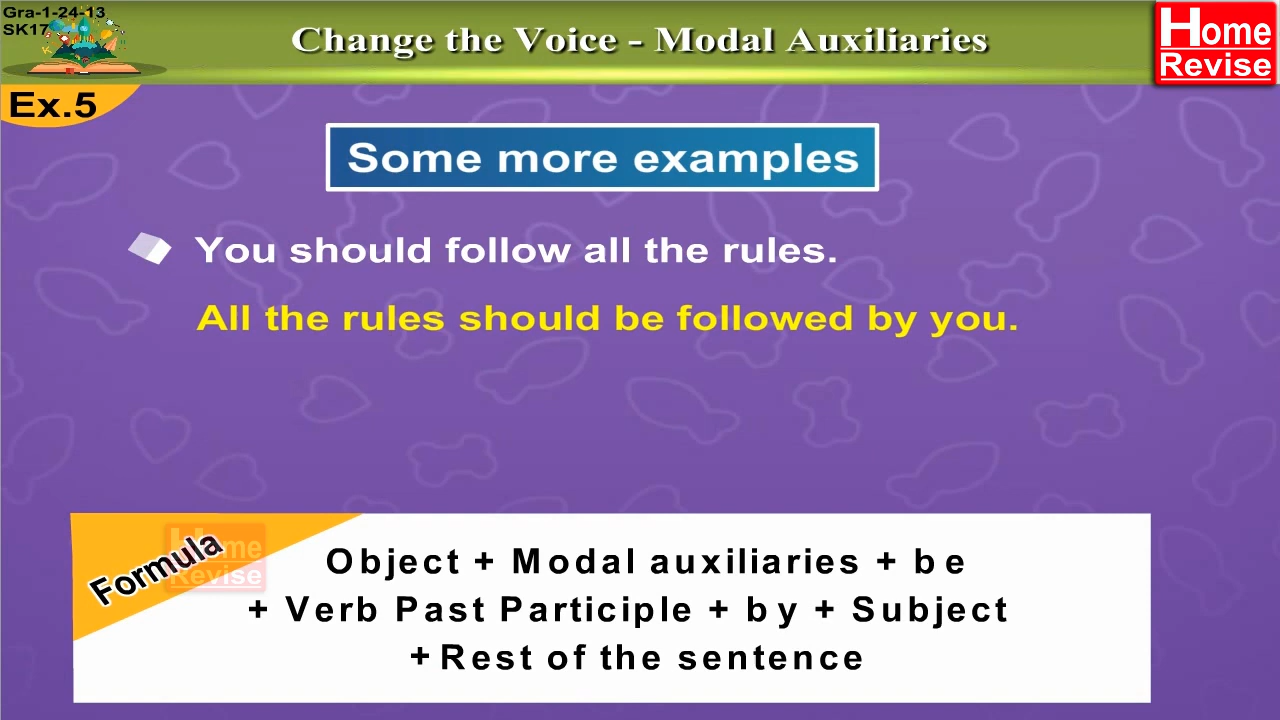 Gra-1-24-13
SK17
Change the Voice - Modal Auxiliaries
Home
Revise
Ex.5
Some more examples
You should follow all the rules.
All the rules should be followed by you.
Formula
Home
Revise
Object + Modal auxiliaries + be
+ Verb Past Participle + by + Subject
+ Rest of the sentence